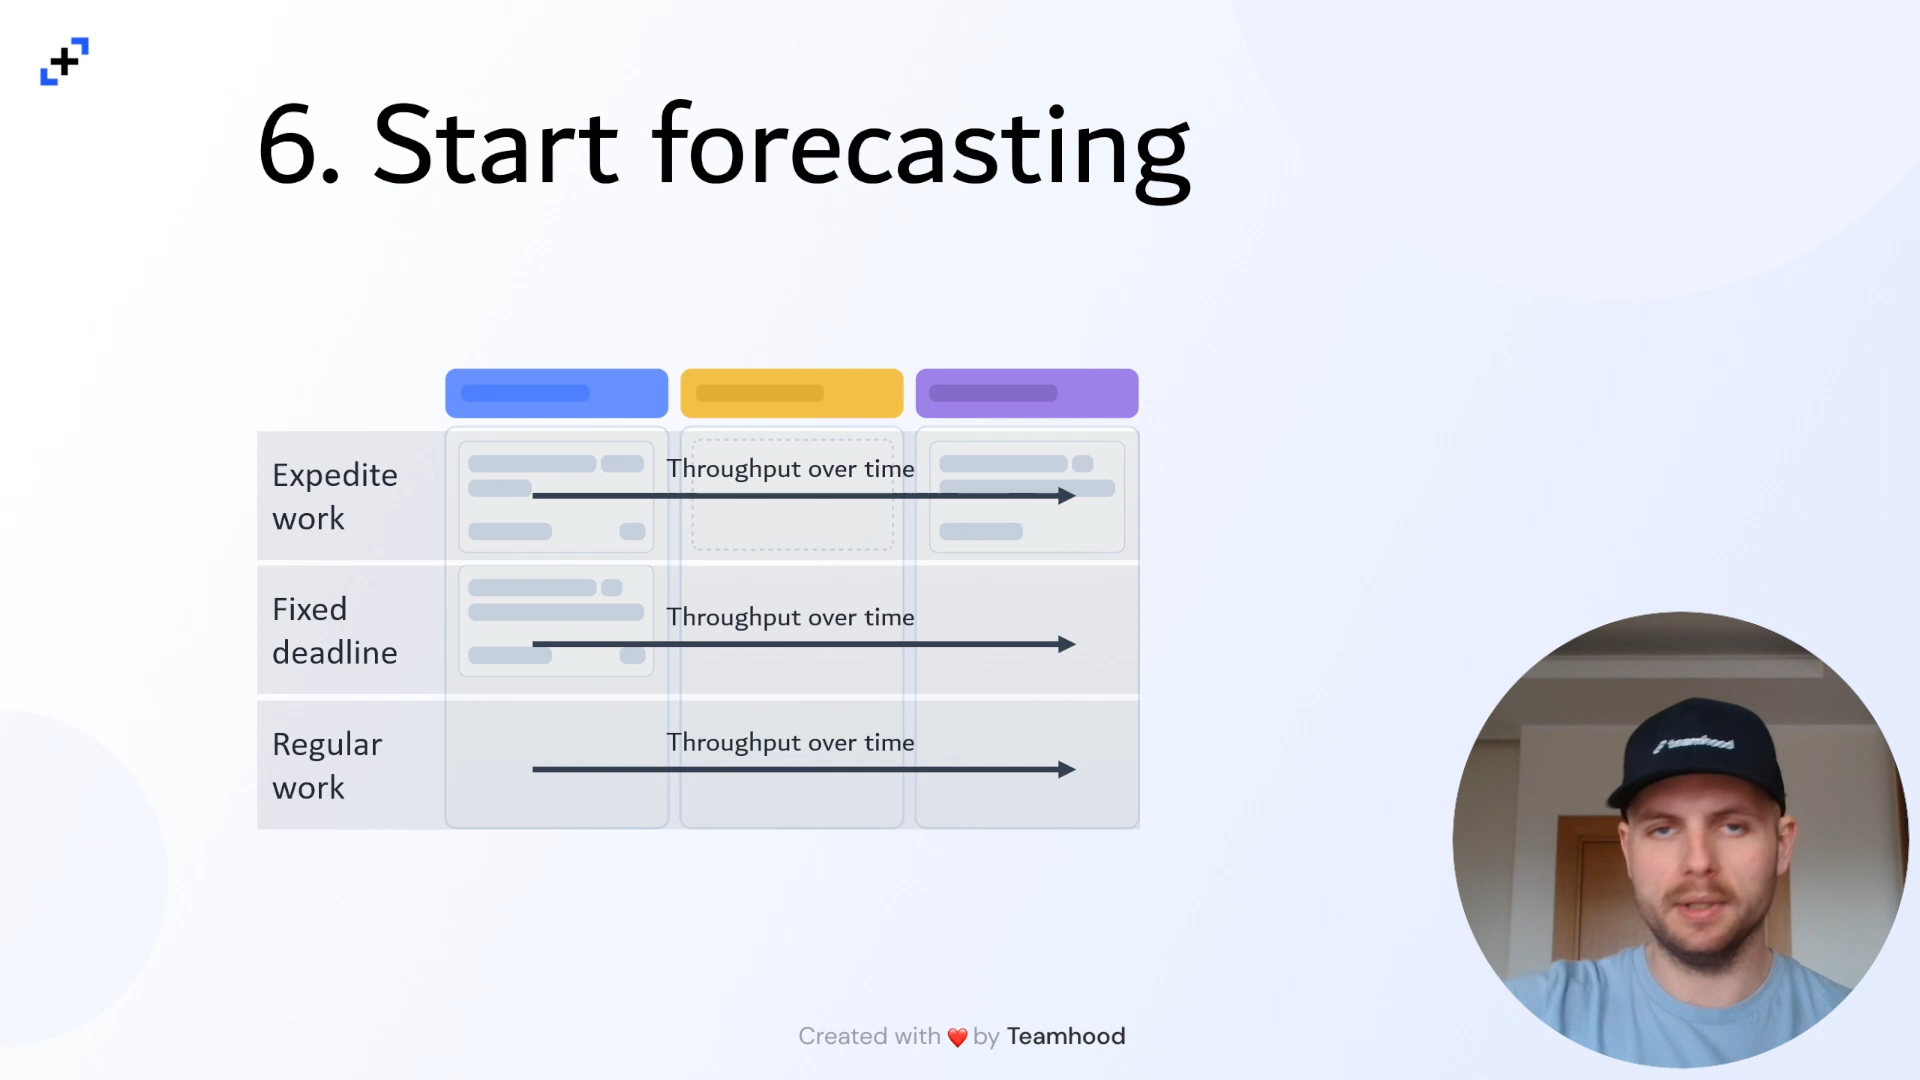 6. Start forecasting
Expedite
work
Throughput over time
Fixed
deadline
Throughput over time
Regular
work
Throughput over time
teamhood
Created with ❤️ by Teamhood